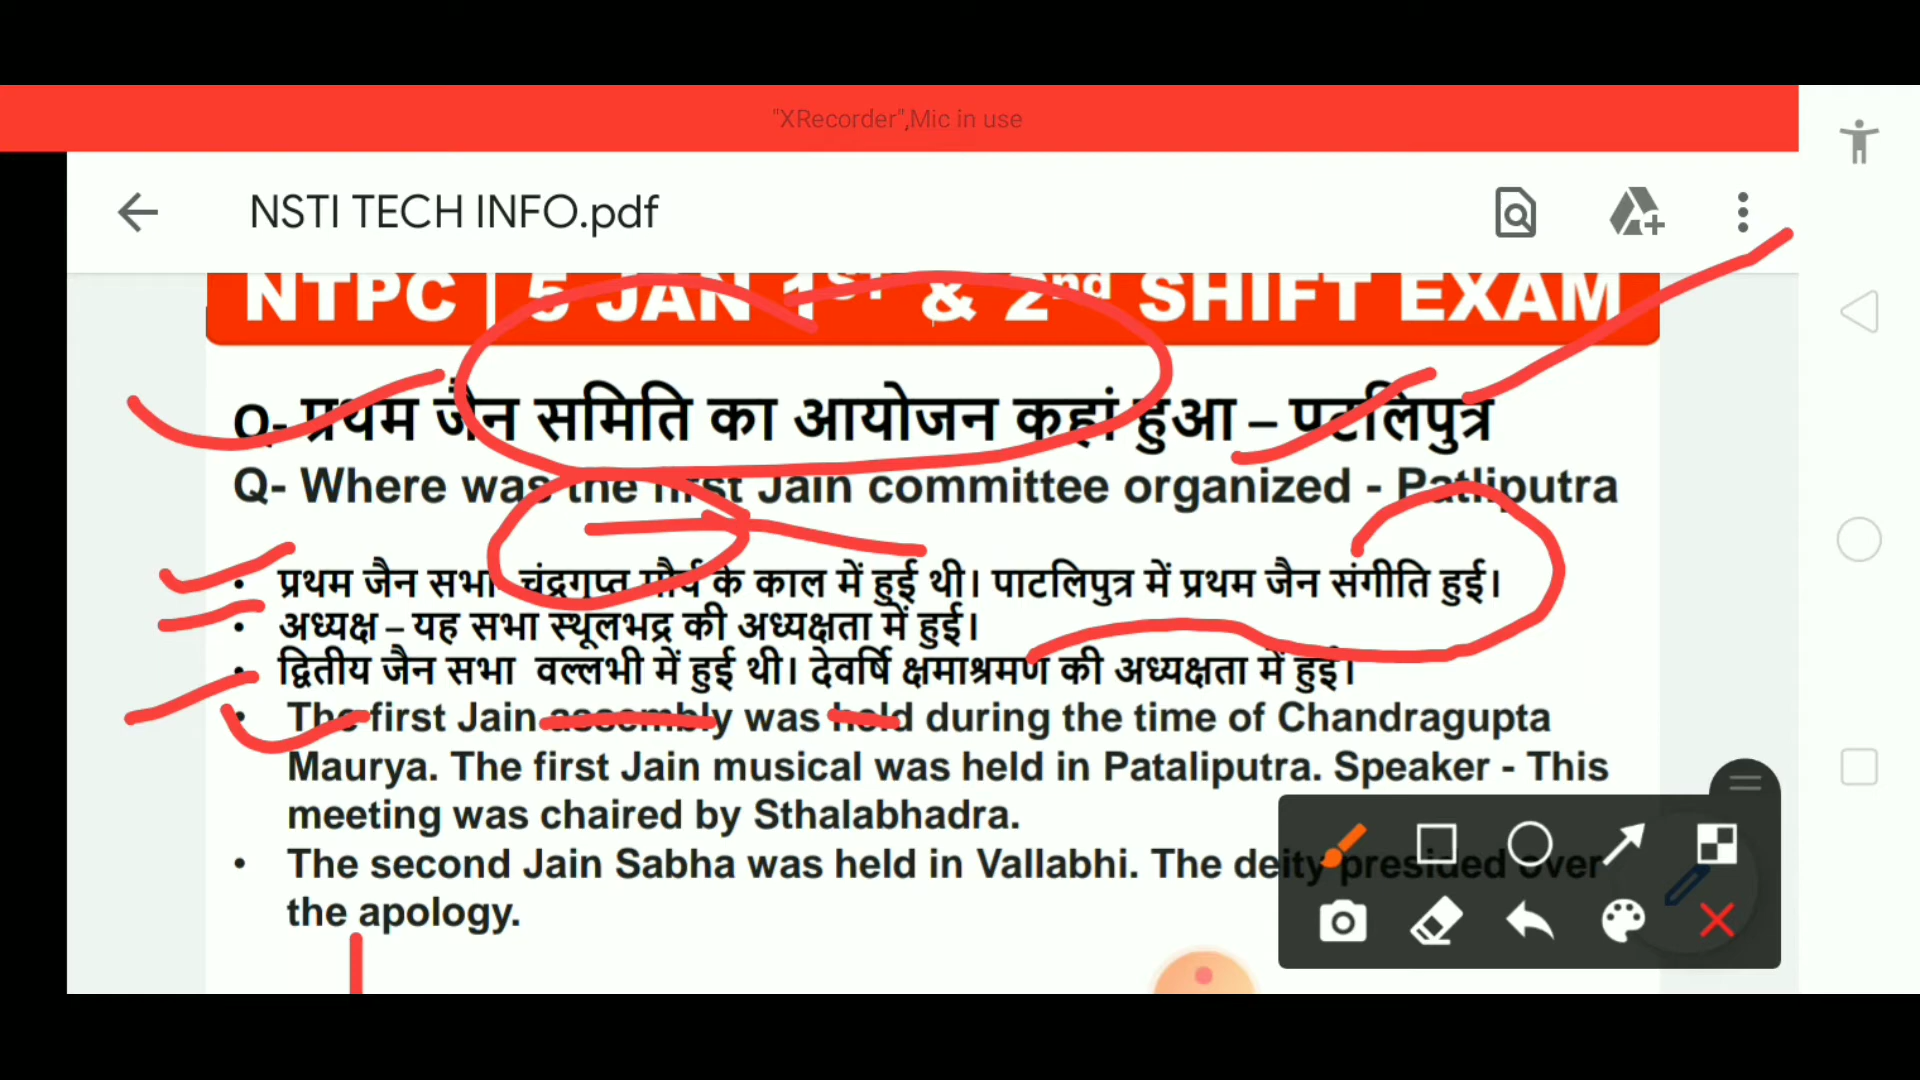 "XRecorder",Mic in use
NSTI TECH INFO.pdf
NTPC | 5 JAN 1ST & 2nd SHIFT EXAM
Q- प्रथम जैन समिति का आयोजन कहां हुआ – पटलिपुत्र
Q- Where was the first Jain committee organized - Patliputra
• प्रथम जैन सभा चंद्रगुप्त मौर्य के काल में हुई थी। पाटलिपुत्र में प्रथम जैन संगीति हुई।
• अध्यक्ष – यह सभा स्थूलभद्र की अध्यक्षता में हुई।
• द्वितीय जैन सभा वल्लभी में हुई थी। देवर्षि क्षमाश्रमण की अध्यक्षता में हुई।
• The first Jain assembly was held during the time of Chandragupta
Maurya. The first Jain musical was held in Pataliputra. Speaker - This
meeting was chaired by Sthalabhadra.
• The second Jain Sabha was held in Vallabhi. The deity presided over
the apology.